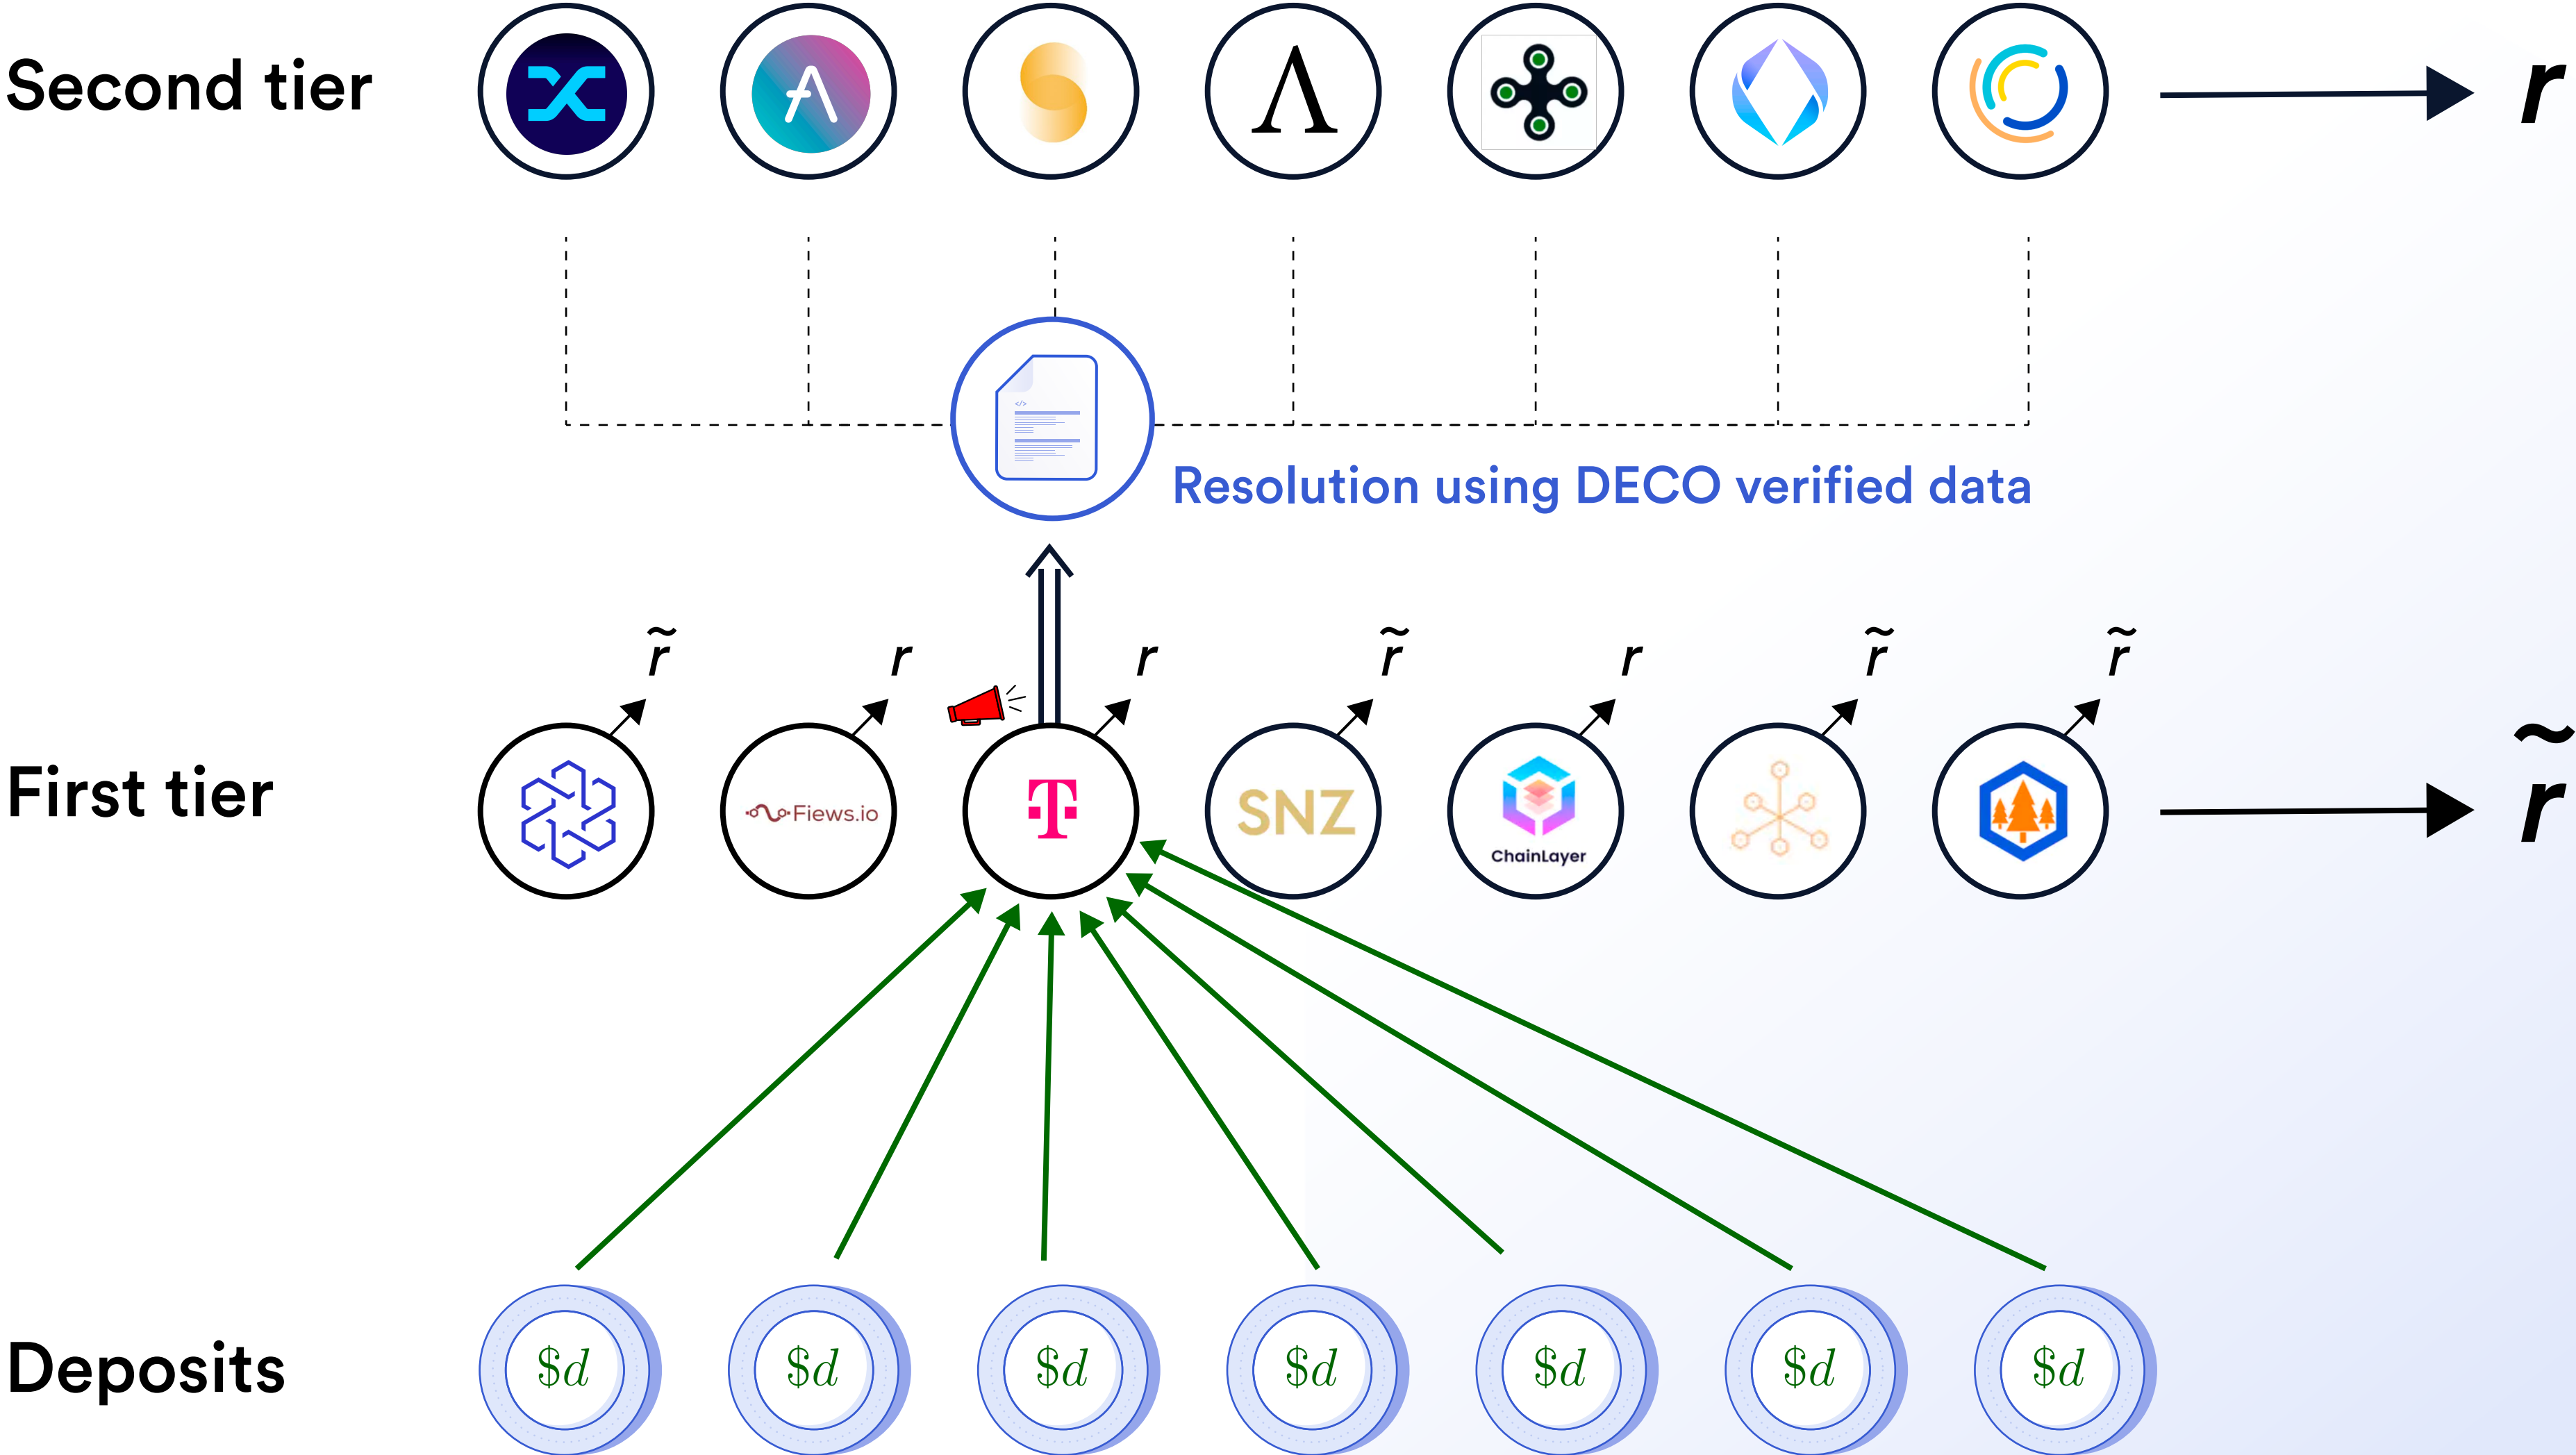 Second tier
Λ
r
</>
Resolution using DECO verified data
r̃ r r r̃ r r̃ r̃
First tier
Fiews.io
T
SNZ
ChainLayer
r̃
Deposits
$d $d $d $d $d $d $d